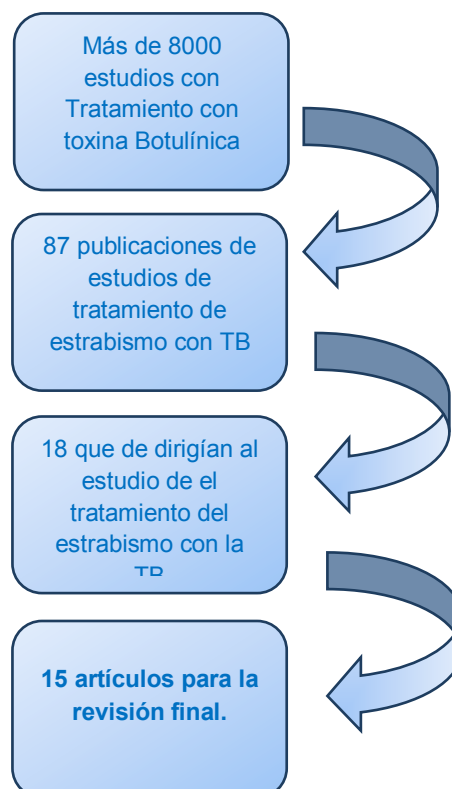 Más de 8000
estudios con
Tratamiento con
toxina Botulínica
87 publicaciones de
estudios de
tratamiento de
estrabismo con TB
18 que de dirigían al
estudio de el
tratamiento del
estrabismo con la
TB
15 artículos para la
revisión final.